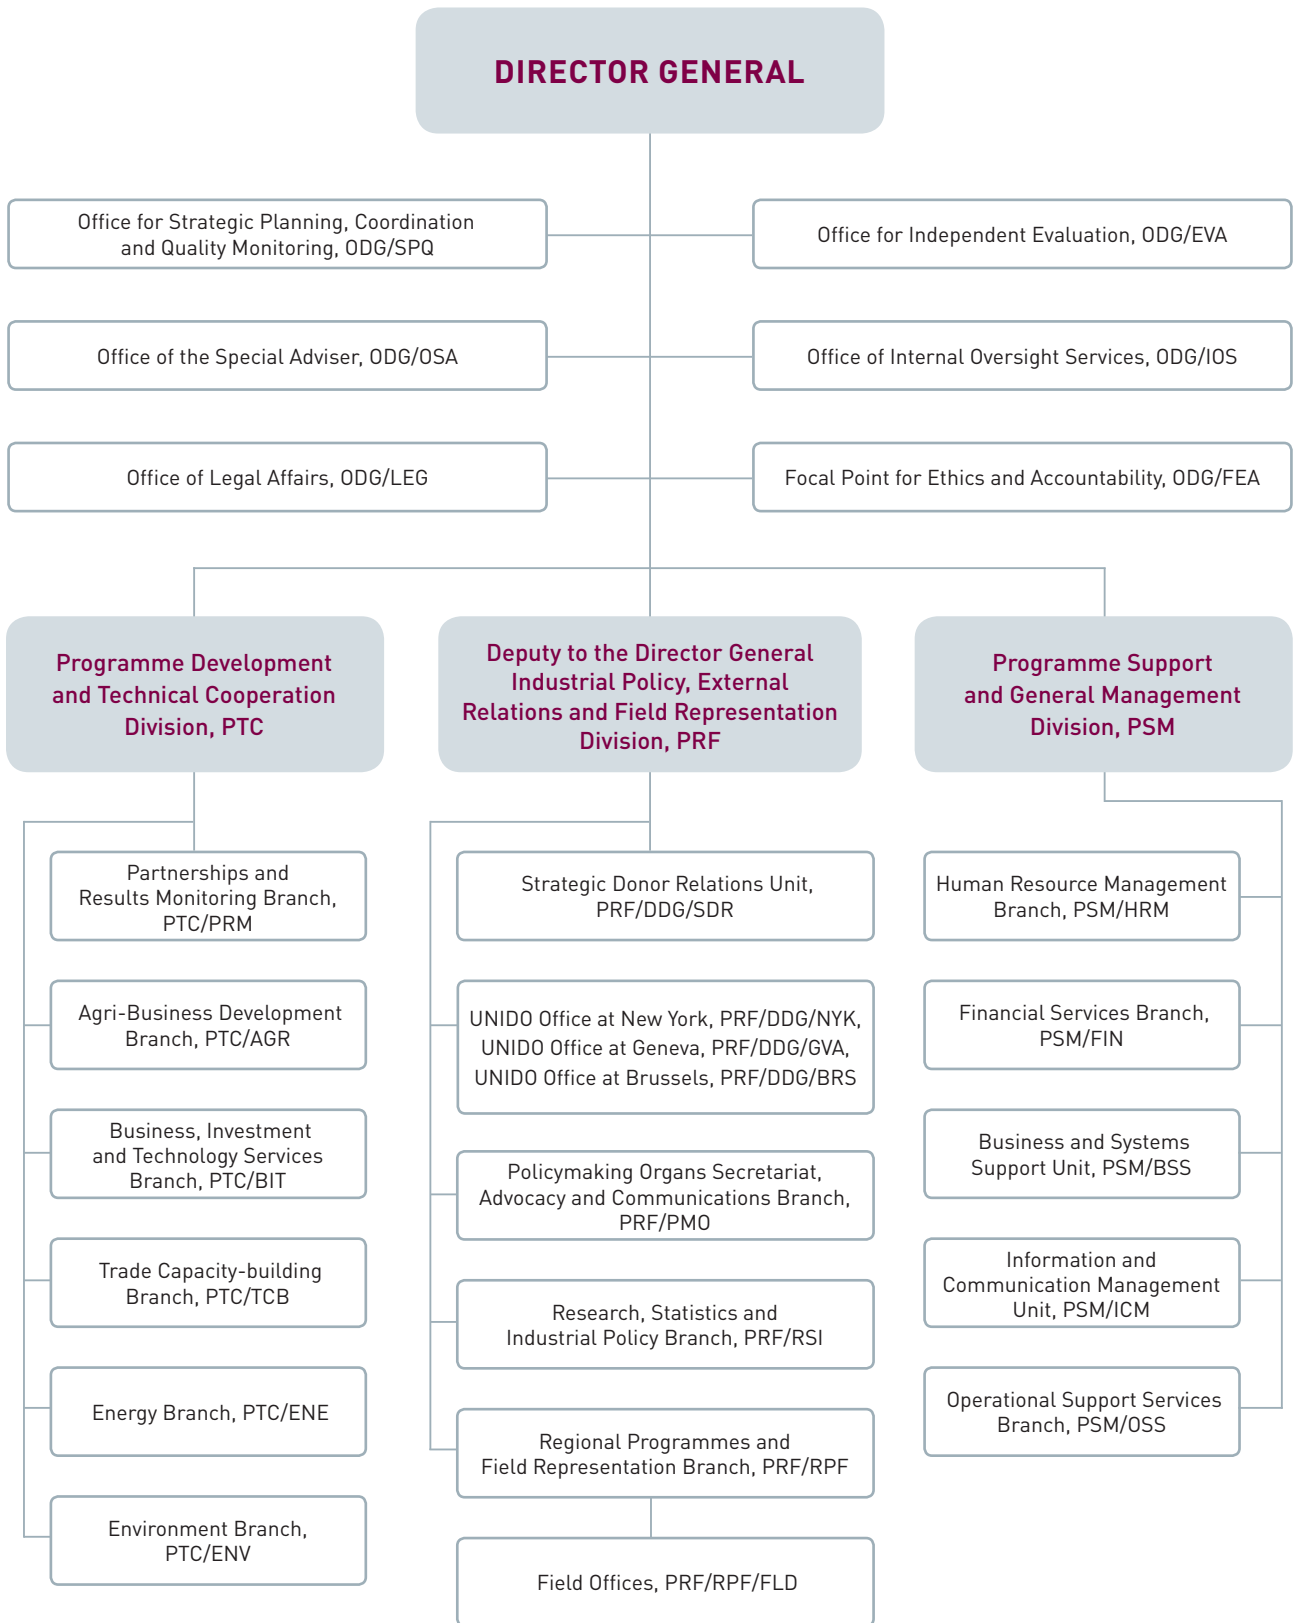 DIRECTOR GENERAL
Office for Strategic Planning, Coordination
and Quality Monitoring, ODG/SPQ
Office for Independent Evaluation, ODG/EVA
Office of the Special Adviser, ODG/OSA
Office of Internal Oversight Services, ODG/IOS
Office of Legal Affairs, ODG/LEG
Focal Point for Ethics and Accountability, ODG/FEA
Programme Development
and Technical Cooperation
Division, PTC
Deputy to the Director General
Industrial Policy, External
Relations and Field Representation
Division, PRF
Programme Support
and General Management
Division, PSM
Partnerships and
Results Monitoring Branch,
PTC/PRM
Agri-Business Development
Branch, PTC/AGR
Business, Investment
and Technology Services
Branch, PTC/BIT
Trade Capacity-building
Branch, PTC/TCB
Energy Branch, PTC/ENE
Environment Branch,
PTC/ENV
Strategic Donor Relations Unit,
PRF/DDG/SDR
UNIDO Office at New York, PRF/DDG/NYK,
UNIDO Office at Geneva, PRF/DDG/GVA,
UNIDO Office at Brussels, PRF/DDG/BRS
Policymaking Organs Secretariat,
Advocacy and Communications Branch,
PRF/PMO
Research, Statistics and
Industrial Policy Branch, PRF/RSI
Regional Programmes and
Field Representation Branch, PRF/RPF
Field Offices, PRF/RPF/FLD
Human Resource Management
Branch, PSM/HRM
Financial Services Branch,
PSM/FIN
Business and Systems
Support Unit, PSM/BSS
Information and
Communication Management
Unit, PSM/ICM
Operational Support Services
Branch, PSM/OSS